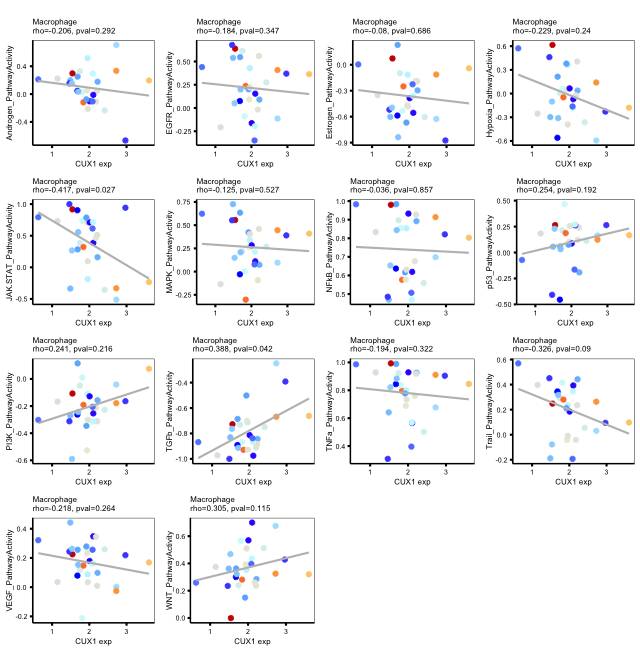 Macrophage
rho=-0.206, pval=0.292
Macrophage
rho=-0.184, pval=0.347
Macrophage
rho=-0.08, pval=0.686
Macrophage
rho=-0.229, pval=0.24
Androgen_PathwayActivity
0.4
0.0
-0.4
1 2 3
CUX1 exp
EGFR_PathwayActivity
0.50
0.25
0.00
-0.25
1 2 3
CUX1 exp
Estrogen_PathwayActivity
0.0
-0.3
-0.6
-0.9
1 2 3
CUX1 exp
Hypoxia_PathwayActivity
0.6
0.3
0.0
-0.3
-0.6
1 2 3
CUX1 exp
Macrophage
rho=-0.417, pval=0.027
Macrophage
rho=-0.125, pval=0.527
Macrophage
rho=-0.036, pval=0.857
Macrophage
rho=0.254, pval=0.192
JAK.STAT_PathwayActivity
1.0
0.5
0.0
-0.5
1 2 3
CUX1 exp
MAPK_PathwayActivity
0.75
0.50
0.25
0.00
-0.25
1 2 3
CUX1 exp
NFkB_PathwayActivity
1.0
0.9
0.8
0.7
0.6
0.5
1 2 3
CUX1 exp
p53_PathwayActivity
0.50
0.25
0.00
-0.25
-0.50
1 2 3
CUX1 exp
Macrophage
rho=0.241, pval=0.216
Macrophage
rho=0.388, pval=0.042
Macrophage
rho=-0.194, pval=0.322
Macrophage
rho=-0.326, pval=0.09
PI3K_PathwayActivity
0.0
-0.2
-0.4
-0.6
1 2 3
CUX1 exp
TGFb_PathwayActivity
-0.4
-0.6
-0.8
-1.0
1 2 3
CUX1 exp
TNFa_PathwayActivity
1.0
0.8
0.6
0.4
1 2 3
CUX1 exp
Trail_PathwayActivity
0.6
0.4
0.2
0.0
-0.2
1 2 3
CUX1 exp
Macrophage
rho=-0.218, pval=0.264
Macrophage
rho=0.305, pval=0.115
VEGF_PathwayActivity
0.4
0.2
0.0
-0.2
1 2 3
CUX1 exp
WNT_PathwayActivity
0.6
0.4
0.2
0.0
1 2 3
CUX1 exp